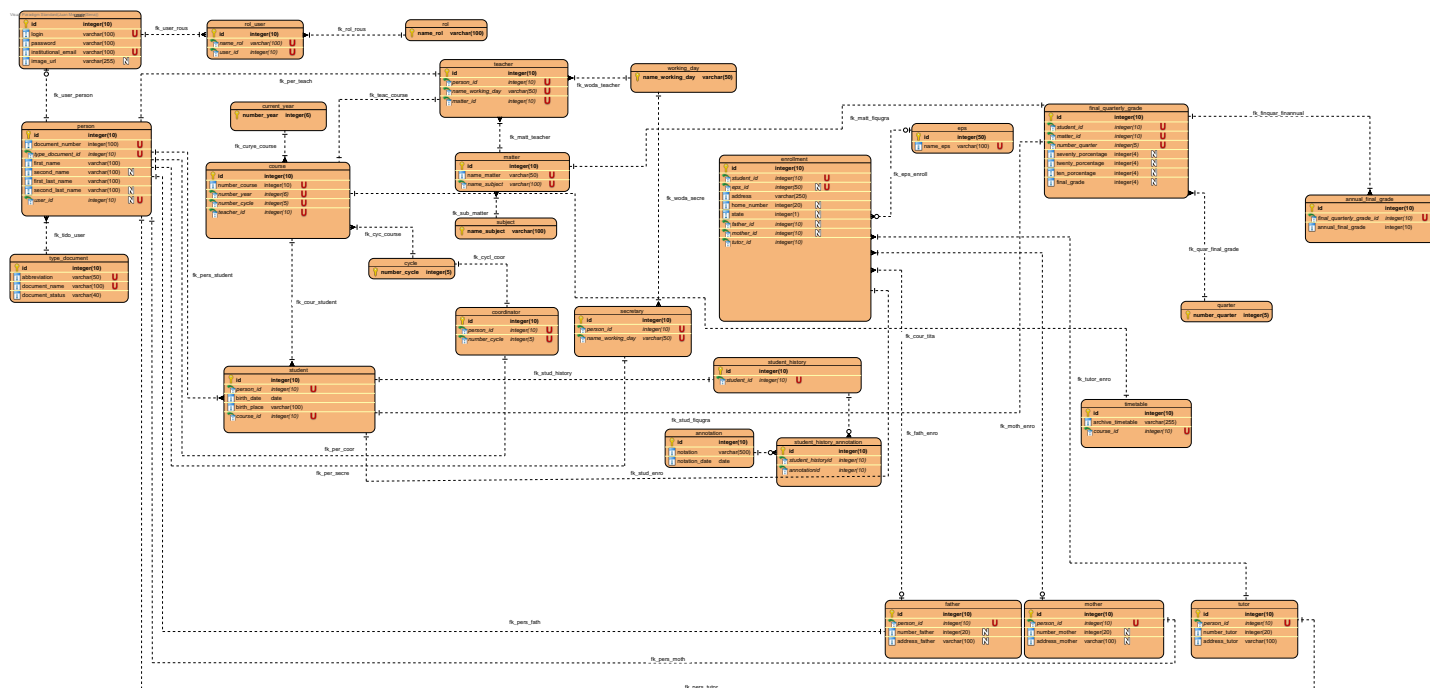 user
id integer(10)
login varchar(100) U
password varchar(100)
institutional_email varchar(100) U
image_url varchar(255) N
fk_user_rous
rol_user
id integer(10)
name_rol varchar(100) U
user_id integer(10) U
fk_rol_rous
rol
name_rol varchar(100)
fk_user_person
fk_per_teach
teacher
id integer(10)
person_id integer(10) U
name_working_day varchar(50) U
matter_id integer(10) U
fk_woda_teacher
working_day
name_working_day varchar(50)
fk_teac_course
current_year
number_year integer(6)
fk_curye_course
fk_matt_teacher
fk_matt_fiqugra
final_quarterly_grade
id integer(10)
student_id integer(10) U
matter_id integer(10) U
number_quarter integer(5) U
seventy_porcentage integer(4) N
twenty_porcentage integer(4) N
ten_porcentage integer(4) N
final_grade integer(4) N
fk_finquar_finannual
eps
id integer(50)
name_eps varchar(100) U
fk_eps_enroll
person
id integer(10)
document_number integer(100) U
type_document_id integer(10) U
first_name varchar(100)
second_name varchar(100) N
first_last_name varchar(100)
second_last_name varchar(100) N
user_id integer(10) N U
course
id integer(10)
number_course integer(10) U
number_year integer(6) U
number_cycle integer(5) U
teacher_id integer(10) U
matter
id integer(10)
name_matter varchar(50) U
name_subject varchar(100) U
fk_sub_matter
subject
name_subject varchar(100)
enrollment
id integer(10)
student_id integer(10) U
eps_id integer(50) N U
address varchar(250)
home_number integer(20) N
state integer(1) N
father_id integer(10) N
mother_id integer(10) N
tutor_id integer(10)
fk_woda_secre
annual_final_grade
id integer(10)
final_quarterly_grade_id integer(10) U
annual_final_grade integer(10)
fk_quar_final_grade
quarter
number_quarter integer(5)
fk_tido_user
type_document
id integer(10)
abbreviation varchar(50) U
document_name varchar(100) U
document_status varchar(40)
fk_pers_student
fk_cyc_course
cycle
number_cycle integer(5)
fk_cycl_coor
fk_cour_student
coordinator
id integer(10)
person_id integer(10) U
number_cycle integer(5) U
secretary
id integer(10)
person_id integer(10) U
name_working_day varchar(50) U
fk_cour_tita
student
id integer(10)
person_id integer(10) U
birth_date date
birth_place varchar(100)
course_id integer(10) U
fk_stud_history
student_history
id integer(10)
student_id integer(10) U
fk_tutor_enro
timetable
id integer(10)
archive_timetable varchar(255)
course_id integer(10) U
fk_stud_fiqugra
annotation
id integer(10)
notation varchar(500)
notation_date date
student_history_annotation
id integer(10)
student_historyid integer(10)
annotationid integer(10)
fk_fath_enro
fk_moth_enro
fk_per_coor
fk_per_secre
fk_stud_enro
father
id integer(10)
person_id integer(10) U
number_father integer(20) N
address_father varchar(100) N
mother
id integer(10)
person_id integer(10) U
number_mother integer(20) N
address_mother varchar(100) N
tutor
id integer(10)
person_id integer(10) U
number_tutor integer(20)
address_tutor varchar(100)
fk_pers_fath
fk_pers_moth
fk_pers_tutor